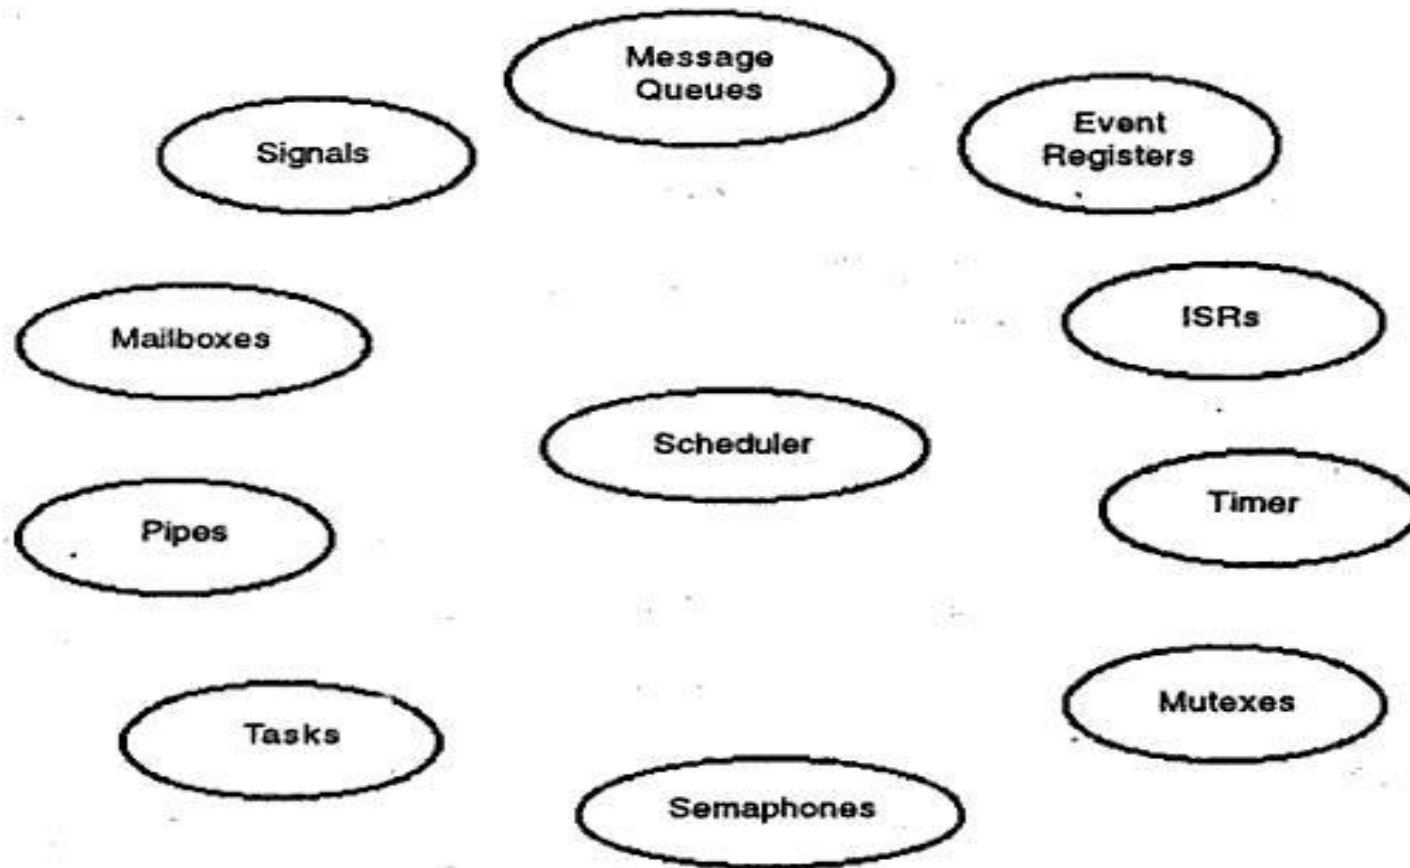 Message
Queues
Signals
Event
Registers
Mailboxes
ISRs
Scheduler
Pipes
Timer
Tasks
Mutexes
Semaphones